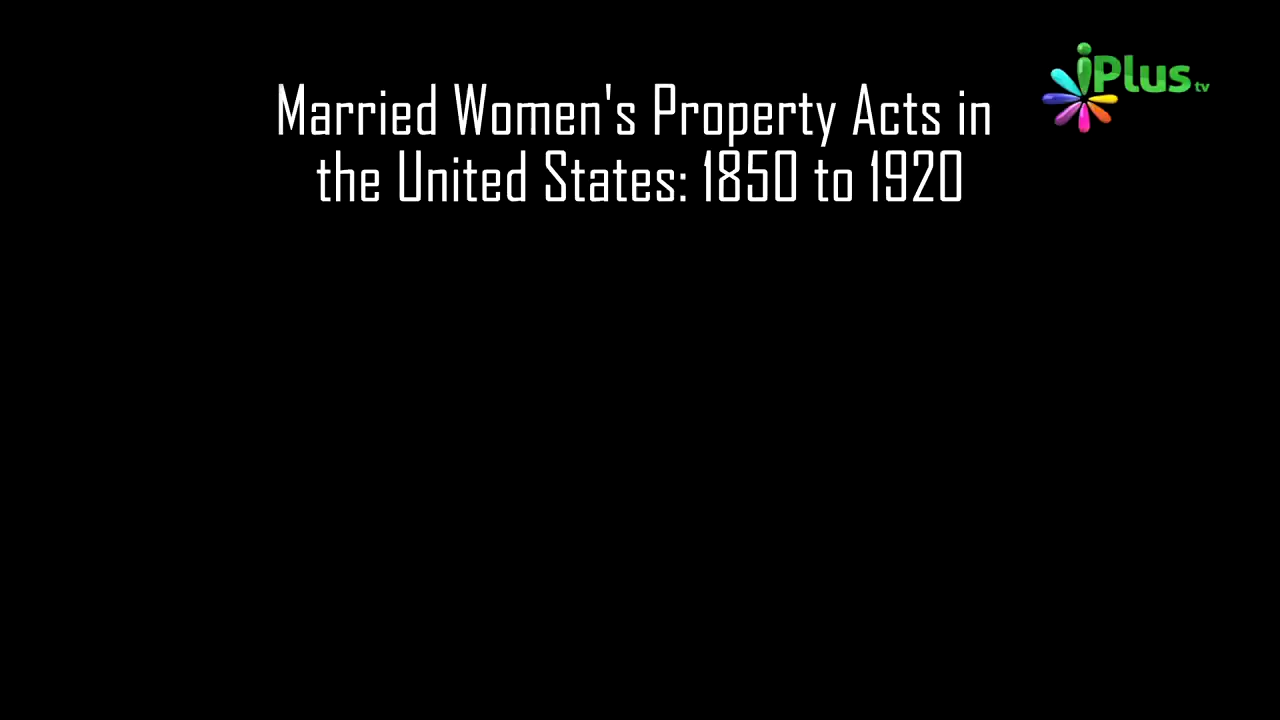 Married Women's Property Acts in
the United States: 1850 to 1920
iPlus tv